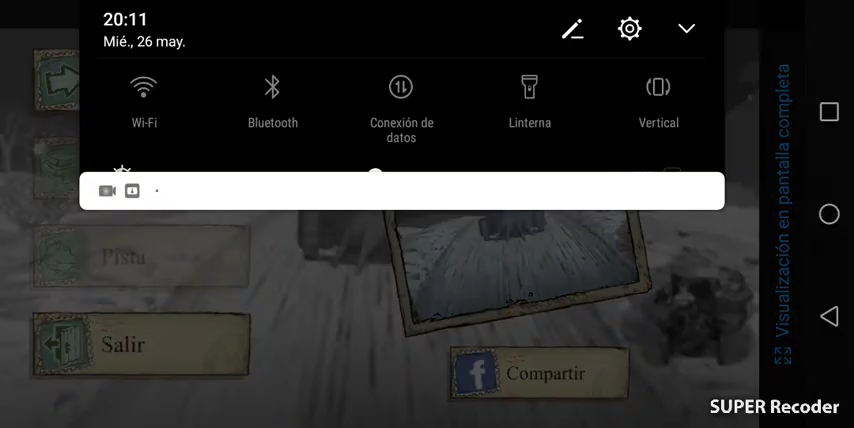 20:11
Mié., 26 may.
Wi-Fi
Bluetooth
Conexión de
datos
Linterna
Vertical
Visualización en pantalla completa
Pista
Salir
Compartir
SUPER Recoder